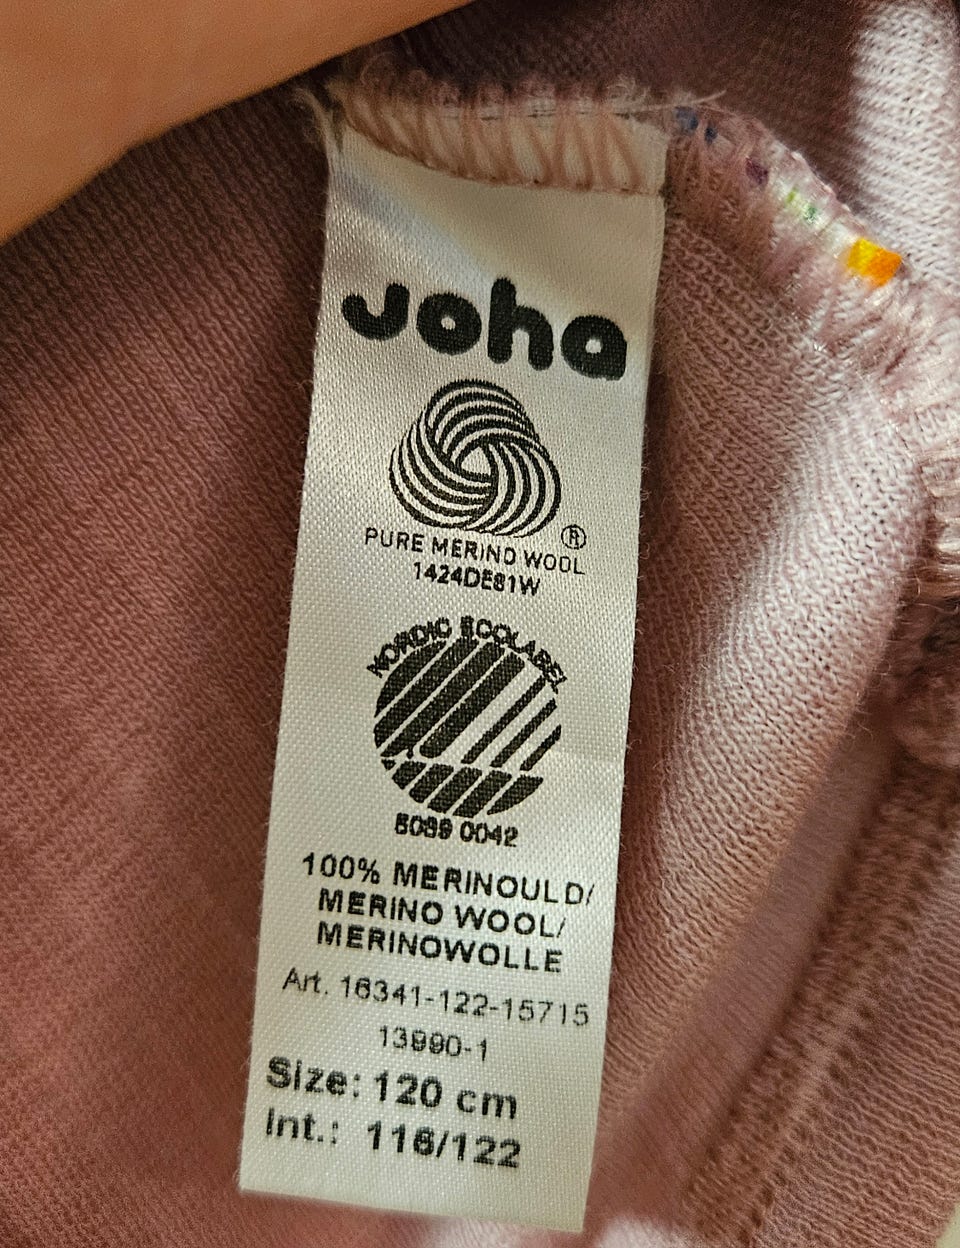 Joha
®
PURE MERINO WOOL
1424DE81W
NORDIC ECOLABEL
5089 0042
100% MERINOULD/
MERINO WOOL/
MERINOWOLLE
Art. 16341-122-15715
13990-1
Size: 120 cm
Int.: 116/122